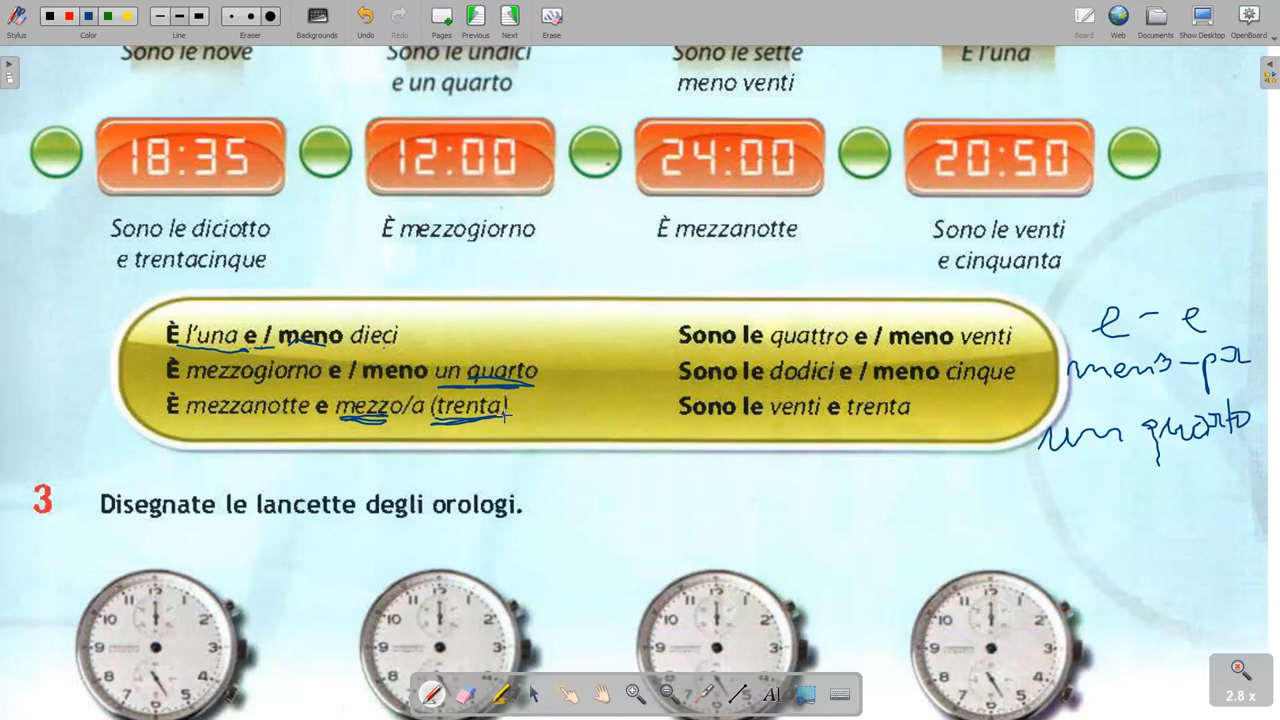 Stylus
Color
Line
Eraser
Backgrounds
Undo
Redo
Pages
Previous
Next
Erase
Board
Web
Documents
Show Desktop
OpenBoard
Sono le nove
Sono le undici
e un quarto
Sono le sette
meno venti
È l'una
18:35
12:00
24:00
20:50
Sono le diciotto
e trentacinque
È mezzogiorno
È mezzanotte
Sono le venti
e cinquanta
È l'una e / meno dieci
È mezzogiorno e / meno un quarto
È mezzanotte e mezzo/a (trenta)
Sono le quattro e / meno venti
Sono le dodici e / meno cinque
Sono le venti e trenta
e - e
un quarto
3 Disegnate le lancette degli orologi.
2.8 x